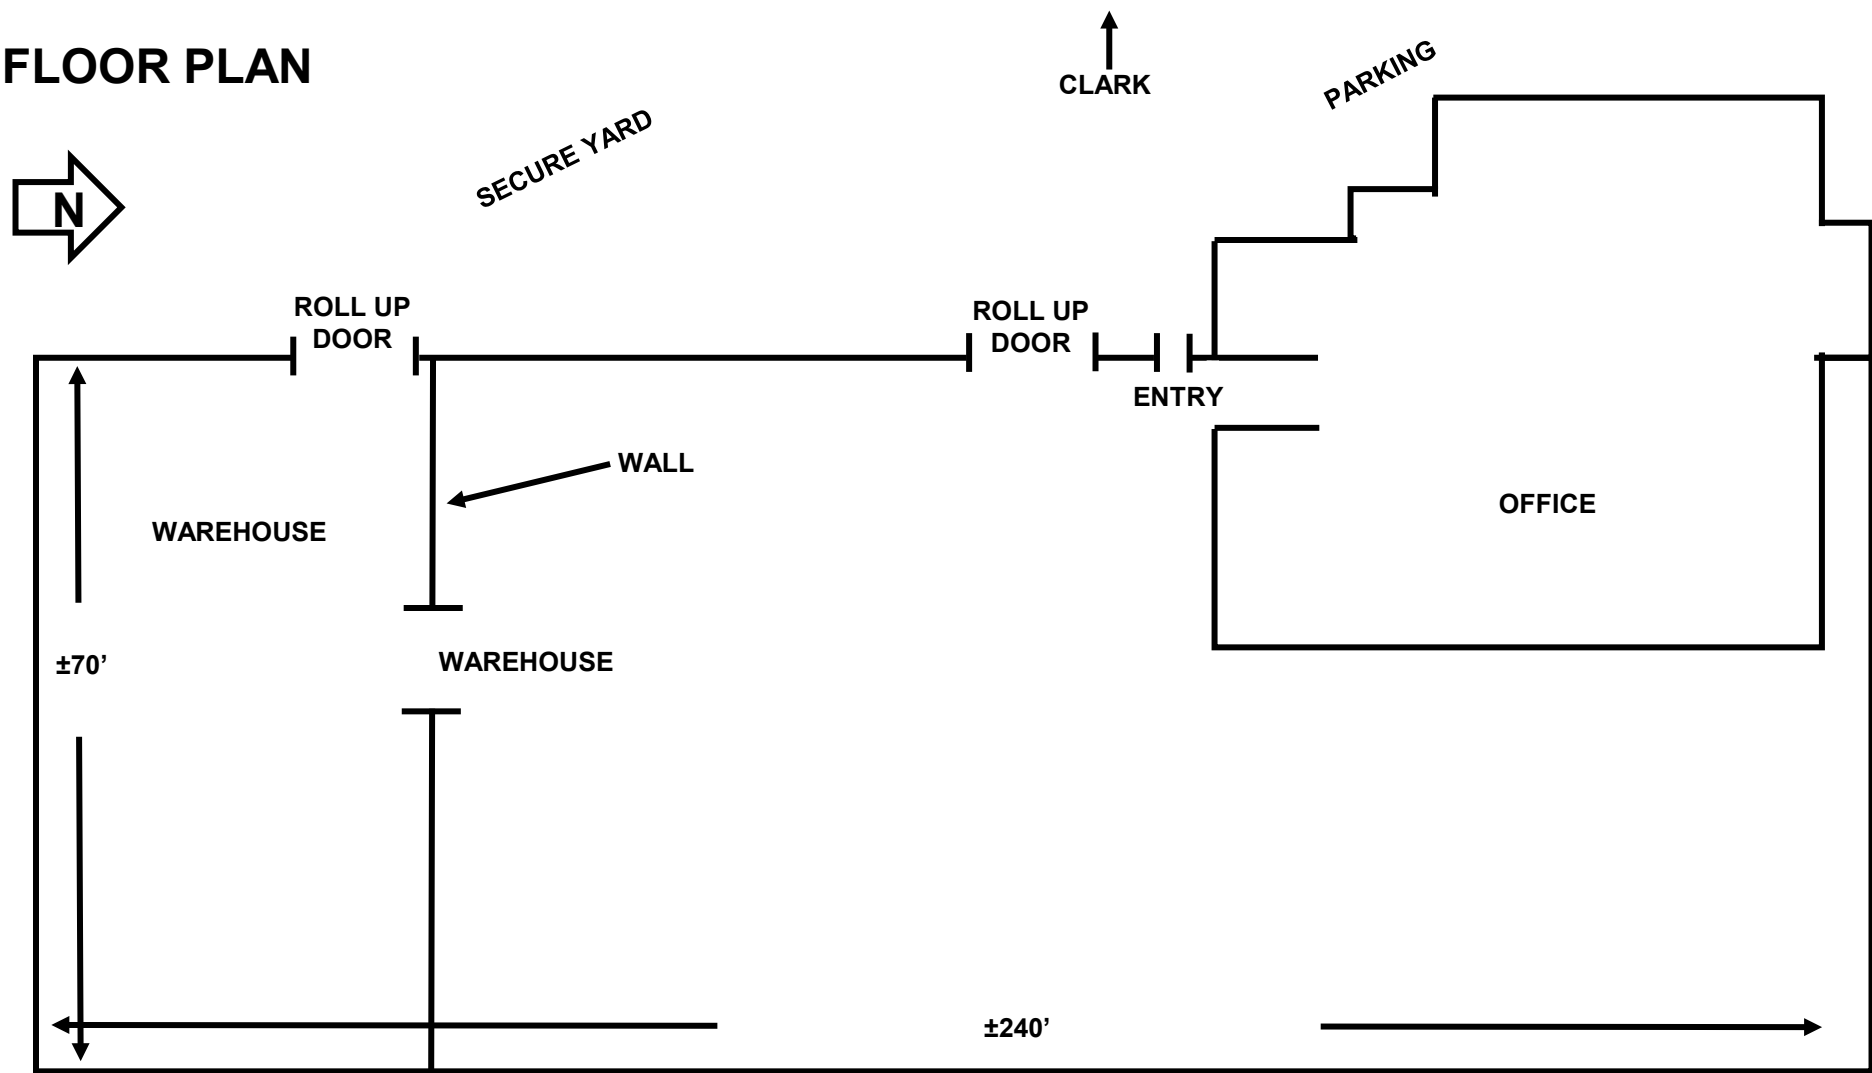 FLOOR PLAN
CLARK
PARKING
SECURE YARD
N
ROLL UP
DOOR
ROLL UP
DOOR
ENTRY
WALL
OFFICE
WAREHOUSE
±70’
WAREHOUSE
±240’